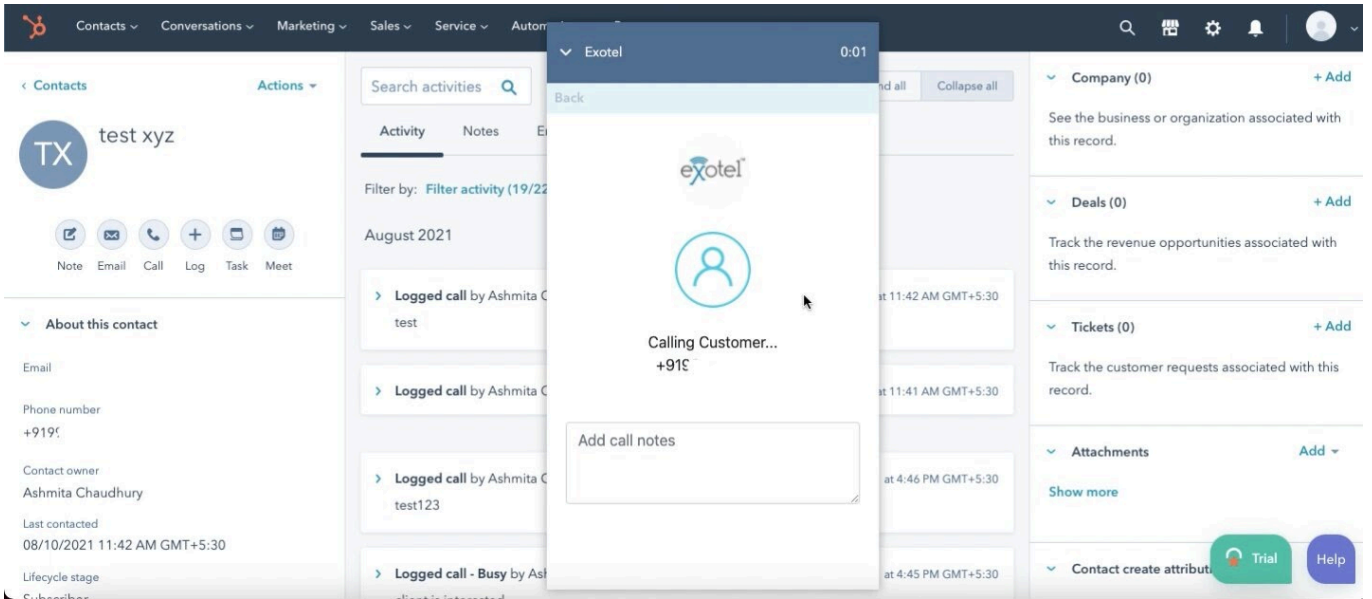 Contacts
Conversations
Marketing
Sales
Service
Exotel
0:01
Back
exotel
Calling Customer...
Add call notes
Contacts
Actions
TX
test xyz
Note
Email
Call
Log
Task
Meet
About this contact
Email
Phone number
Contact owner
Ashmita Chaudhury
Last contacted
08/10/2021 11:42 AM GMT+5:30
Lifecycle stage
Search activities
Collapse all
Activity
Notes
Filter by: Filter activity (19/22
August 2021
Logged call by Ashmita
at 11:42 AM GMT+5:30
test
Logged call by Ashmita
at 11:41 AM GMT+5:30
Logged call by Ashmita
at 4:46 PM GMT+5:30
test123
Logged call - Busy by
at 4:45 PM GMT+5:30
Company (0)
+ Add
See the business or organization associated with
this record.
Deals (0)
+ Add
Track the revenue opportunities associated with
this record.
Tickets (0)
+ Add
Track the customer requests associated with this
record.
Attachments
Add
Show more
Contact create
Trial
Help